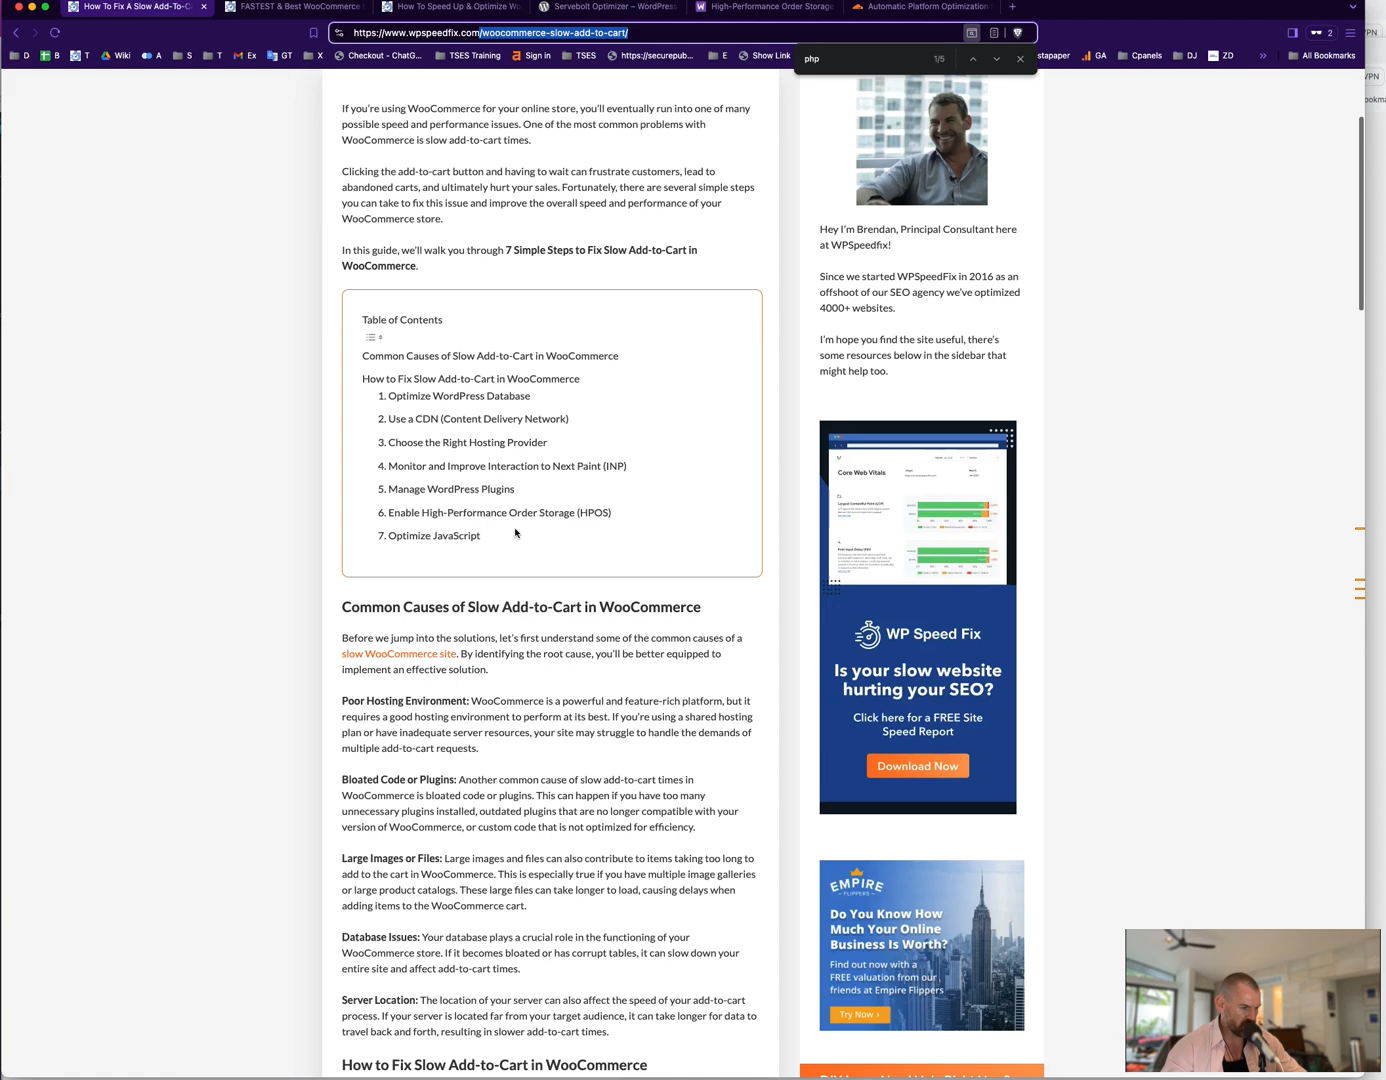 How To Fix A Slow Add-To-C
FASTEST & Best WooCommerce
How To Speed Up & Optimize Wo
Servebolt Optimizer – WordPress
High-Performance Order Storage
Automatic Platform Optimization
https://www.wpspeedfix.com/woocommerce-slow-add-to-cart/
2
D
B
T
Wiki
A
S
T
Ex
GT
X
Checkout - ChatG...
TSES Training
Sign in
TSES
https://securepub...
E
Show Link
stapaper
GA
Cpanels
DJ
ZD
All Bookmarks
php
1/5
If you're using WooCommerce for your online store, you'll eventually run into one of many
possible speed and performance issues. One of the most common problems with
WooCommerce is slow add-to-cart times.
Clicking the add-to-cart button and having to wait can frustrate customers, lead to
abandoned carts, and ultimately hurt your sales. Fortunately, there are several simple steps
you can take to fix this issue and improve the overall speed and performance of your
WooCommerce store.
In this guide, we'll walk you through 7 Simple Steps to Fix Slow Add-to-Cart in
WooCommerce.
Table of Contents
Common Causes of Slow Add-to-Cart in WooCommerce
How to Fix Slow Add-to-Cart in WooCommerce
1. Optimize WordPress Database
2. Use a CDN (Content Delivery Network)
3. Choose the Right Hosting Provider
4. Monitor and Improve Interaction to Next Paint (INP)
5. Manage WordPress Plugins
6. Enable High-Performance Order Storage (HPOS)
7. Optimize JavaScript
Common Causes of Slow Add-to-Cart in WooCommerce
Before we jump into the solutions, let's first understand some of the common causes of a
slow WooCommerce site. By identifying the root cause, you'll be better equipped to
implement an effective solution.
Poor Hosting Environment: WooCommerce is a powerful and feature-rich platform, but it
requires a good hosting environment to perform at its best. If you're using a shared hosting
plan or have inadequate server resources, your site may struggle to handle the demands of
multiple add-to-cart requests.
Bloated Code or Plugins: Another common cause of slow add-to-cart times in
WooCommerce is bloated code or plugins. This can happen if you have too many
unnecessary plugins installed, outdated plugins that are no longer compatible with your
version of WooCommerce, or custom code that is not optimized for efficiency.
Large Images or Files: Large images and files can also contribute to items taking too long to
add to the cart in WooCommerce. This is especially true if you have multiple image galleries
or large product catalogs. These large files can take longer to load, causing delays when
adding items to the WooCommerce cart.
Database Issues: Your database plays a crucial role in the functioning of your
WooCommerce store. If it becomes bloated or has corrupt tables, it can slow down your
entire site and affect add-to-cart times.
Server Location: The location of your server can also affect the speed of your add-to-cart
process. If your server is located far from your target audience, it can take longer for data to
travel back and forth, resulting in slower add-to-cart times.
How to Fix Slow Add-to-Cart in WooCommerce
Hey I'm Brendan, Principal Consultant here
at WPSpeedfix!
Since we started WPSpeedFix in 2016 as an
offshoot of our SEO agency we've optimized
4000+ websites.
I'm hope you find the site useful, there's
some resources below in the sidebar that
might help too.
Core Web Vitals
WP Speed Fix
Is your slow website
hurting your SEO?
Click here for a FREE Site
Speed Report
Download Now
EMPIRE
FLIPPERS
Do You Know How
Much Your Online
Business Is Worth?
Find out now with a
FREE valuation from our
friends at Empire Flippers
Try Now ›